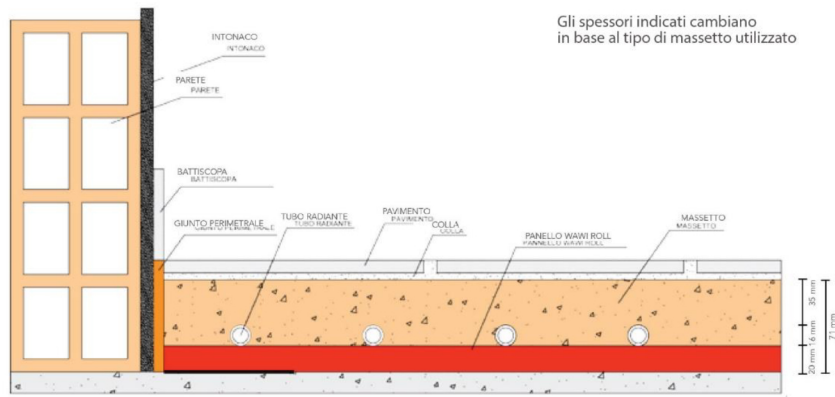 Gli spessori indicati cambiano
in base al tipo di massetto utilizzato
INTONACO
INTONACO
PARETE
PARETE
BATTISCOPA
BATTISCOPA
GIUNTO PERIMETRALE
GIUNTO PERIMETRALE
TUBO RADIANTE
TUBO RADIANTE
PAVIMENTO
PAVIMENTO
COLLA
COLLA
PANELLO WAWI ROLL
PANNELLO WAWI ROLL
MASSETTO
MASSETTO
35 mm
16 mm
20 mm
71 mm